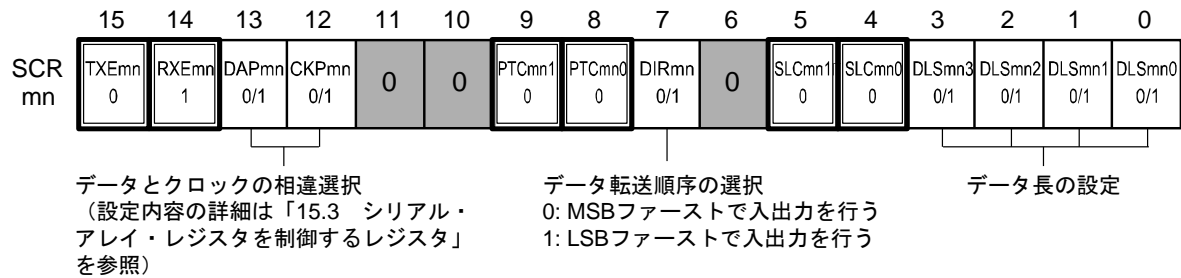 15 14 13 12 11 10 9 8 7 6 5 4 3 2 1 0
SCR
mn
TXEmn RXEmn DAPmn CKPmn 0 0 PTCmn1 PTCmn0 DIRmn 0 SLCmn1 SLCmn0 DLSmn3 DLSmn2 DLSmn1 DLSmn0
0 1 0/1 0/1 0 0 0/1 0 0 0/1 0/1 0/1 0/1
データとクロックの相違選択
（設定内容の詳細は「15.3　シリアル・
アレイ・レジスタを制御するレジスタ」
を参照）
データ転送順序の選択
0: MSBファーストで入出力を行う
1: LSBファーストで入出力を行う
データ長の設定